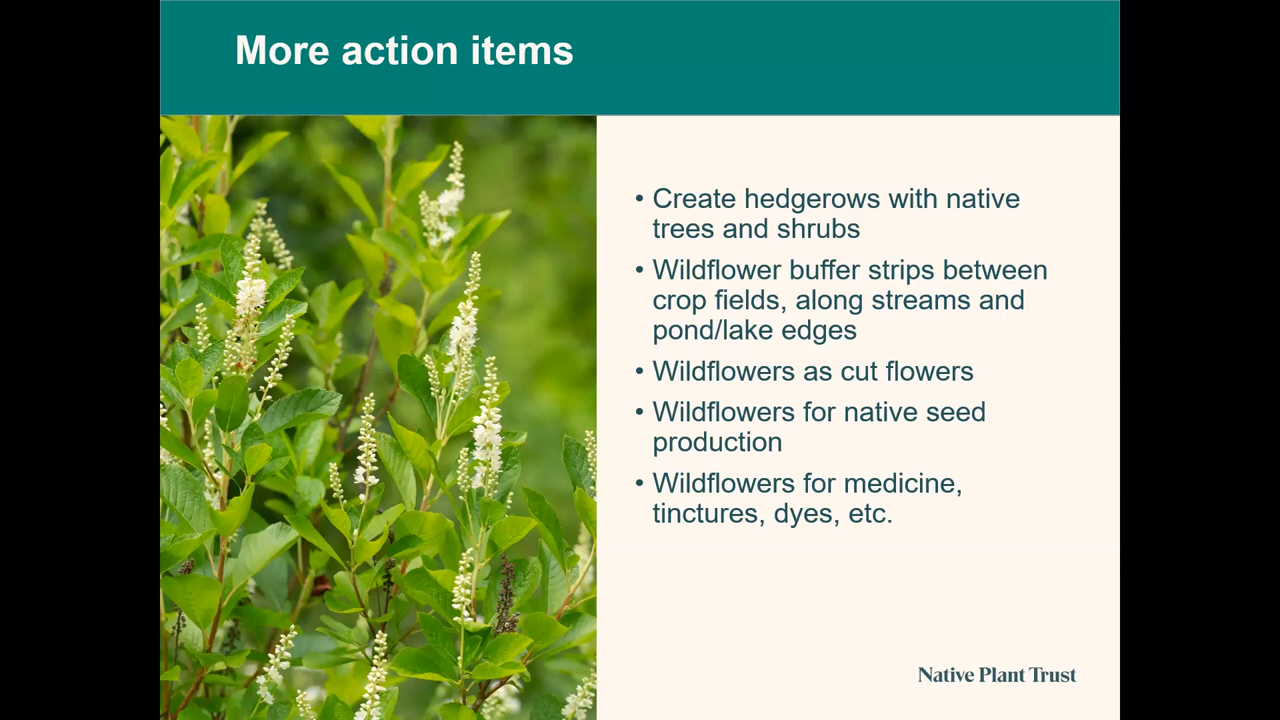 More action items
• Create hedgerows with native
trees and shrubs
• Wildflower buffer strips between
crop fields, along streams and
pond/lake edges
• Wildflowers as cut flowers
• Wildflowers for native seed
production
• Wildflowers for medicine,
tinctures, dyes, etc.
Native Plant Trust